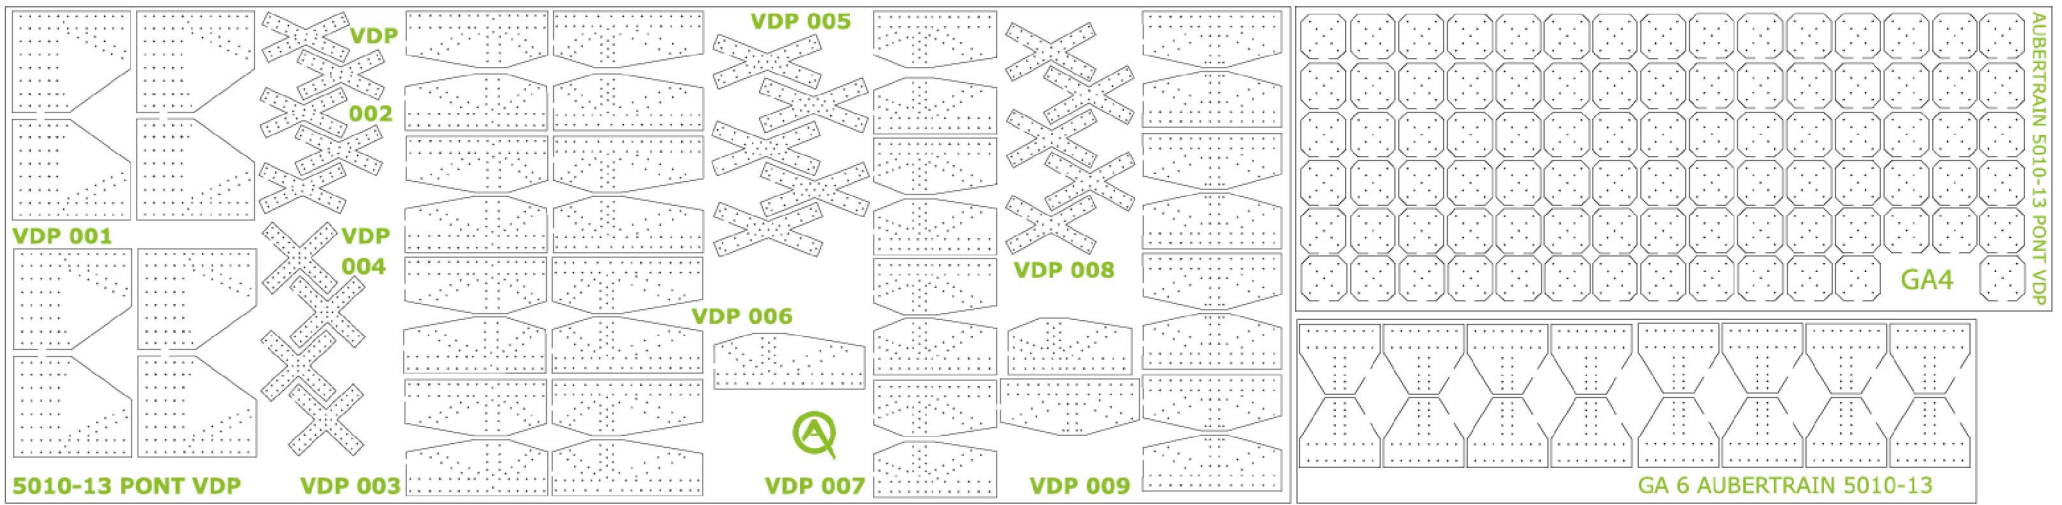 VDP
002
VDP 001
VDP
004
5010-13 PONT VDP
VDP 003
VDP 005
VDP 006
VDP 007
VDP 008
VDP 009
GA4
AUBERTRAIN 5010-13 PONT VDP
GA 6 AUBERTRAIN 5010-13